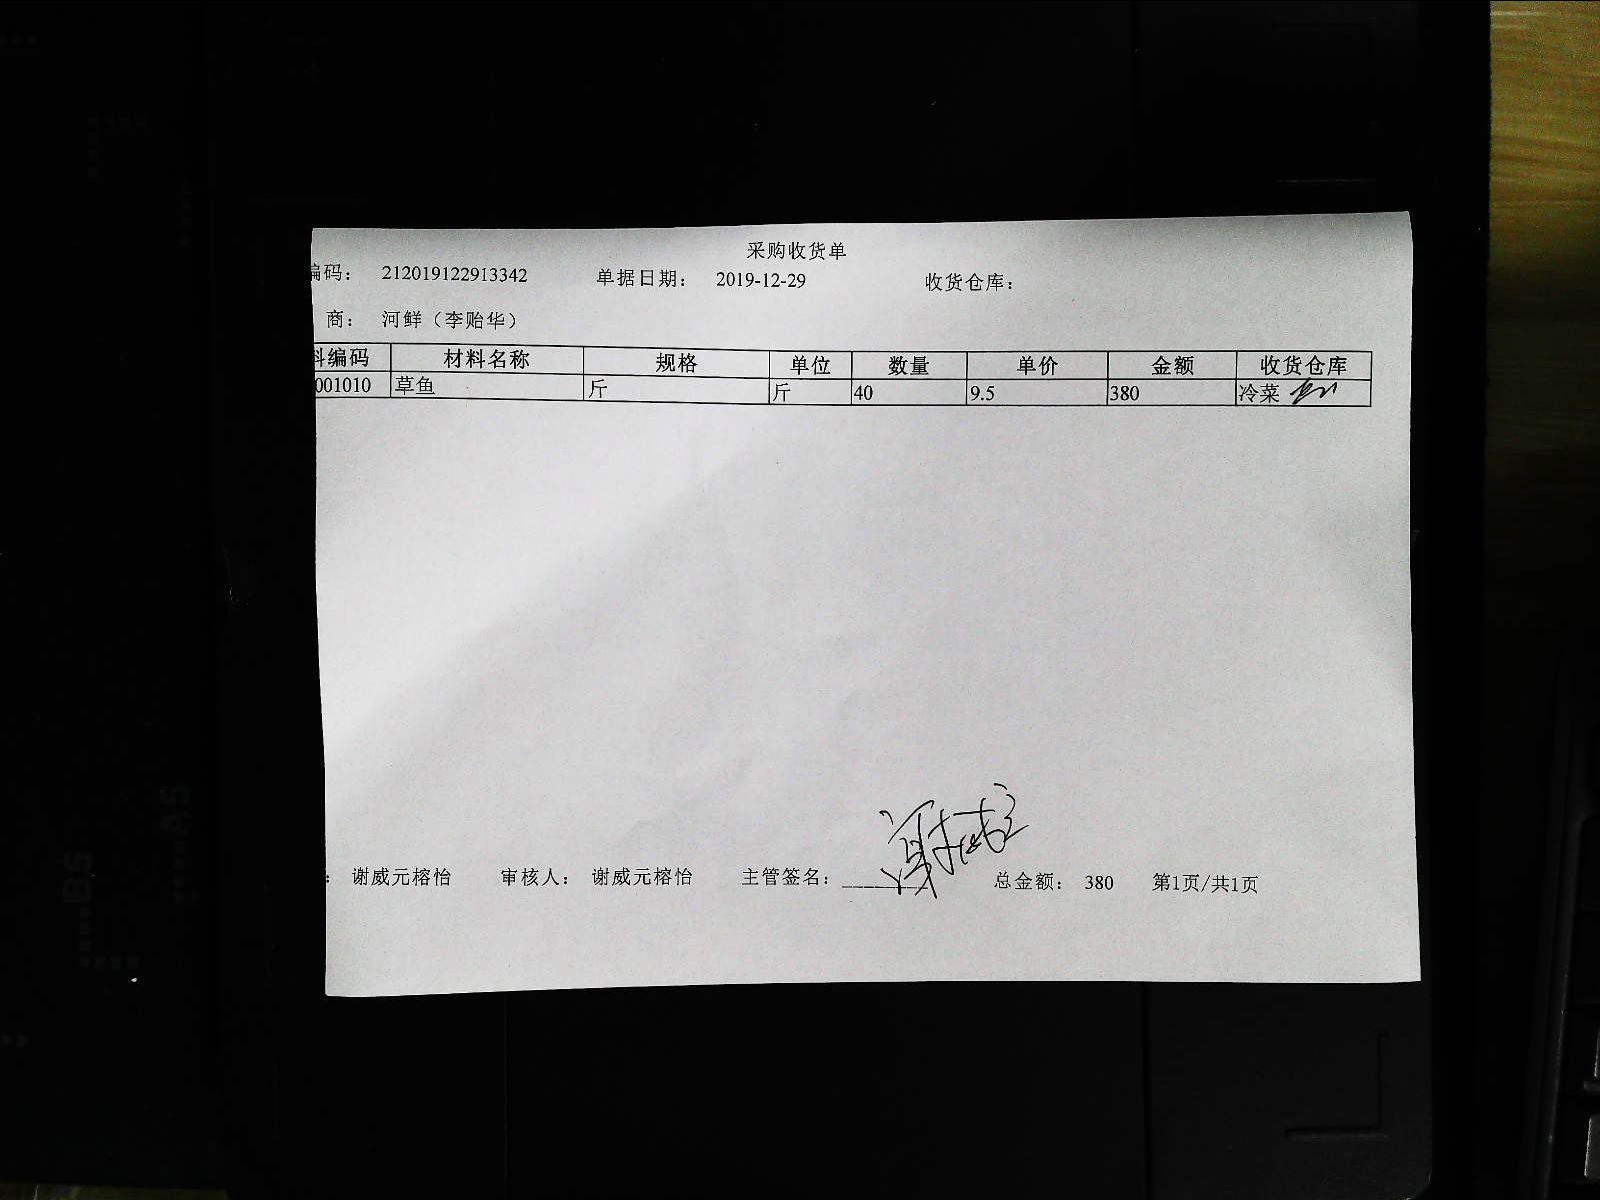 采购收货单
编码： 212019122913342 单据日期： 2019-12-29 收货仓库：
商： 河鲜（李贻华）
料编码 材料名称 规格 单位 数量 单价 金额 收货仓库
001010 草鱼 斤 斤 40 9.5 380 冷菜
： 谢威元榕怡 审核人： 谢威元榕怡 主管签名： 总金额： 380 第1页/共1页